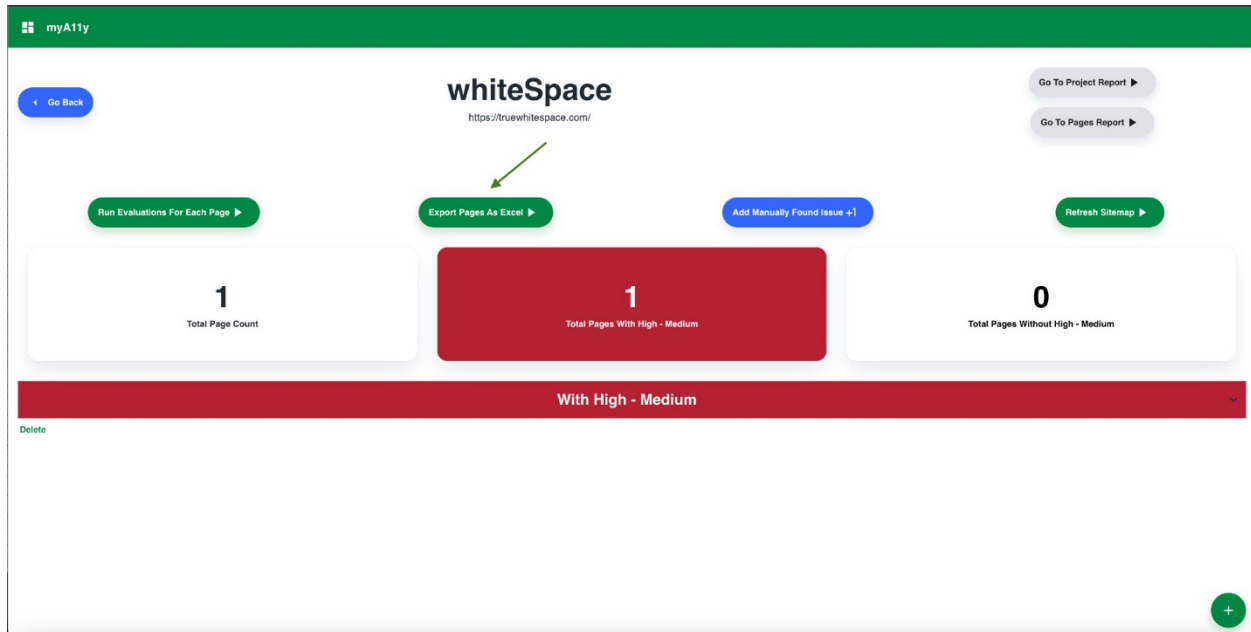 myA11y
Go Back
whiteSpace
https://truewhitespace.com/
Go To Project Report
Go To Pages Report
Run Evaluations For Each Page
Export Pages As Excel
Add Manually Found Issue +1
Refresh Sitemap
1
Total Page Count
1
Total Pages With High - Medium
0
Total Pages Without High - Medium
With High - Medium
Delete
+